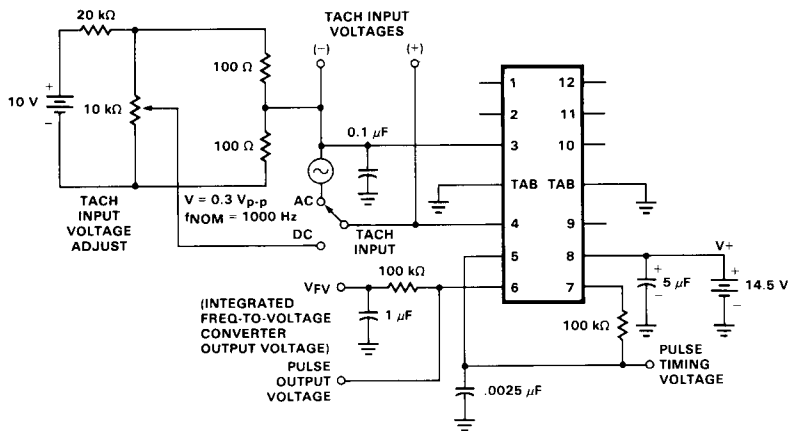 20 kΩ
10 V
+
-
10 kΩ
100 Ω
100 Ω
TACH
INPUT
VOLTAGE
ADJUST
TACH INPUT
VOLTAGES
(-)
(+)
0.1 μF
V = 0.3 Vp-p
fNOM = 1000 Hz
AC
DC
TACH
INPUT
1
2
3
TAB
4
5
6
12
11
10
TAB
9
8
7
V+
+
5 μF
-
+
14.5 V
-
100 kΩ
VFV
(INTEGRATED
FREQ-TO-VOLTAGE
CONVERTER
OUTPUT VOLTAGE)
1 μF
PULSE
OUTPUT
VOLTAGE
100 kΩ
PULSE
TIMING
VOLTAGE
.0025 μF